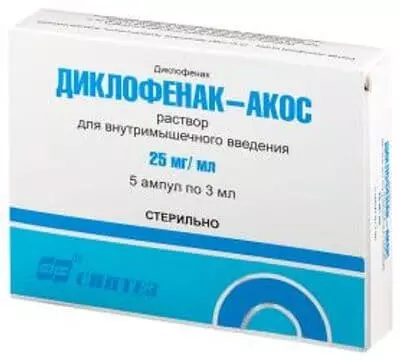 Диклофенак
ДИКЛОФЕНАК–АКОС
раствор
для внутримышечного введения
25 мг/ мл
5 ампул по 3 мл
СТЕРИЛЬНО
СИНТЕЗ